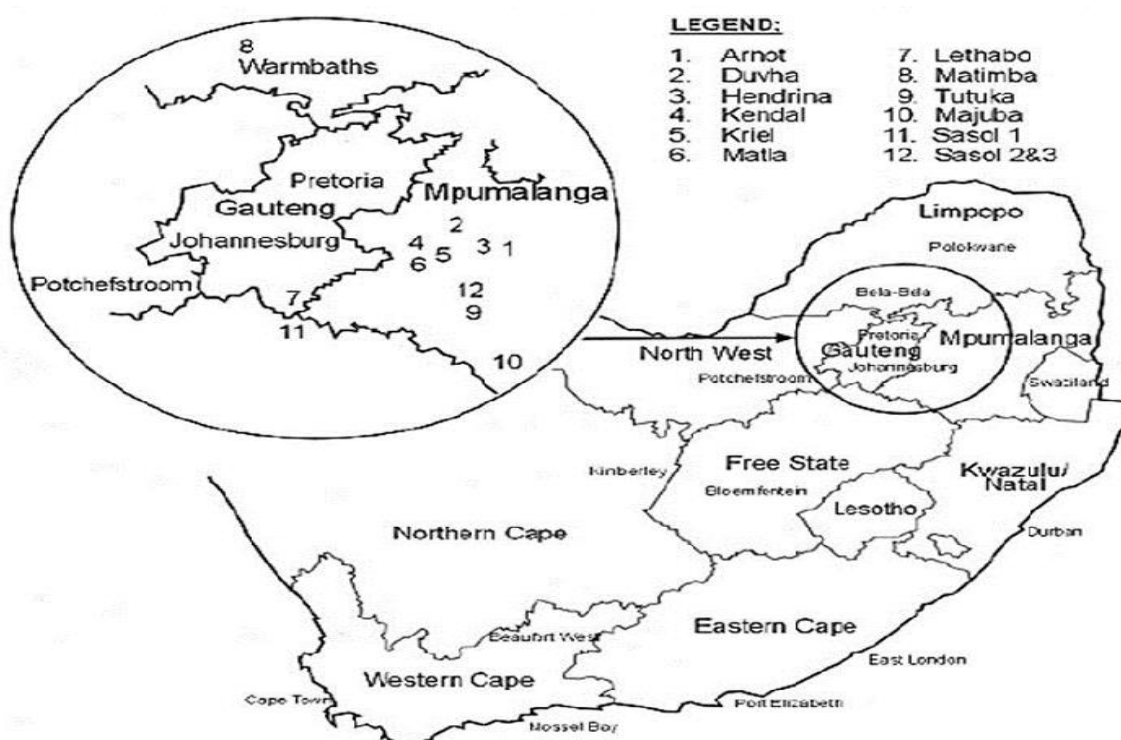 LEGEND:
1. Arnot
2. Duvha
3. Hendrina
4. Kendal
5. Kriel
6. Matla
7. Lethabo
8. Matimba
9. Tutuka
10. Majuba
11. Sasol 1
12. Sasol 2&3
8
Warmbaths
Pretoria
Mpumalanga
Gauteng
Johannesburg
2
4 5 3 1
6
Potchefstroom
7
12
9
11
10
Limpopo
Polokwane
Bela-Bela
Pretoria
Mpumalanga
North West
Gauteng
Johannesburg
Potchefstroom
Swaziland
Kimberley
Free State
Bloemfontein
Kwazulu/
Natal
Lesotho
Durban
Northern Cape
Eastern Cape
Beaufort West
East London
Western Cape
Cape Town
Port Elizabeth
Mossel Bay